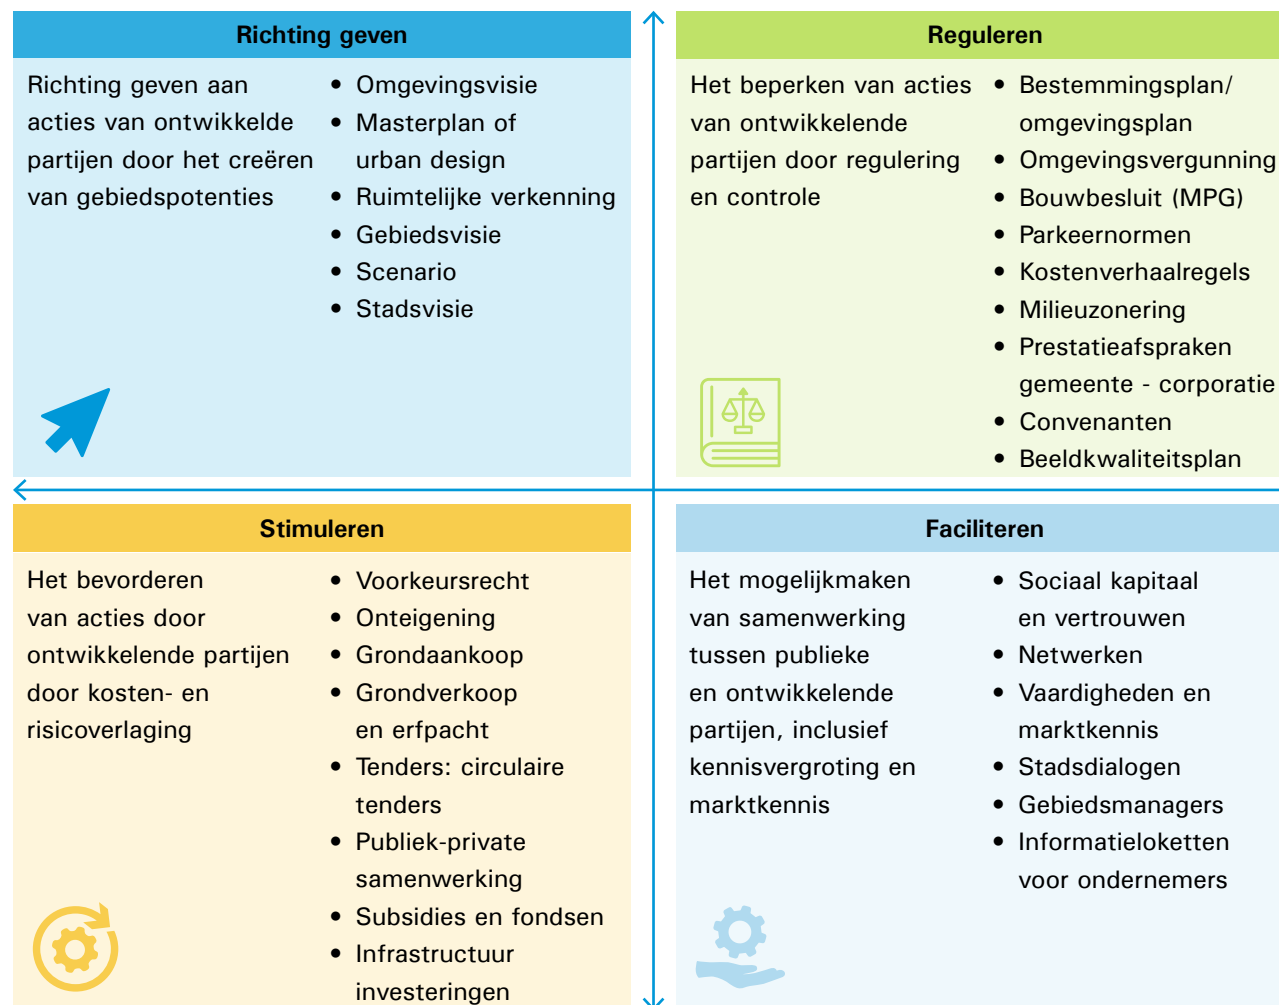 Richting geven
Richting geven aan
acties van ontwikkelde
partijen door het creëren
van gebiedspotenties
• Omgevingsvisie
• Masterplan of
urban design
• Ruimtelijke verkenning
• Gebiedsvisie
• Scenario
• Stadsvisie
Reguleren
Het beperken van acties
van ontwikkelende
partijen door regulering
en controle
• Bestemmingsplan/
omgevingsplan
• Omgevingsvergunning
• Bouwbesluit (MPG)
• Parkeernormen
• Kostenverhaalregels
• Milieuzonering
• Prestatieafspraken
gemeente - corporatie
• Convenanten
• Beeldkwaliteitsplan
Stimuleren
Het bevorderen
van acties door
ontwikkelende partijen
door kosten- en
risicoverlaging
• Voorkeursrecht
• Onteigening
• Grondaankoop
• Grondverkoop
en erfpacht
• Tenders: circulaire
tenders
• Publiek-private
samenwerking
• Subsidies en fondsen
• Infrastructuur
investeringen
Faciliteren
Het mogelijkmaken
van samenwerking
tussen publieke
en ontwikkelende
partijen, inclusief
kennisvergroting en
marktkennis
• Sociaal kapitaal
en vertrouwen
• Netwerken
• Vaardigheden en
marktkennis
• Stadsdialogen
• Gebiedsmanagers
• Informatieloketten
voor ondernemers